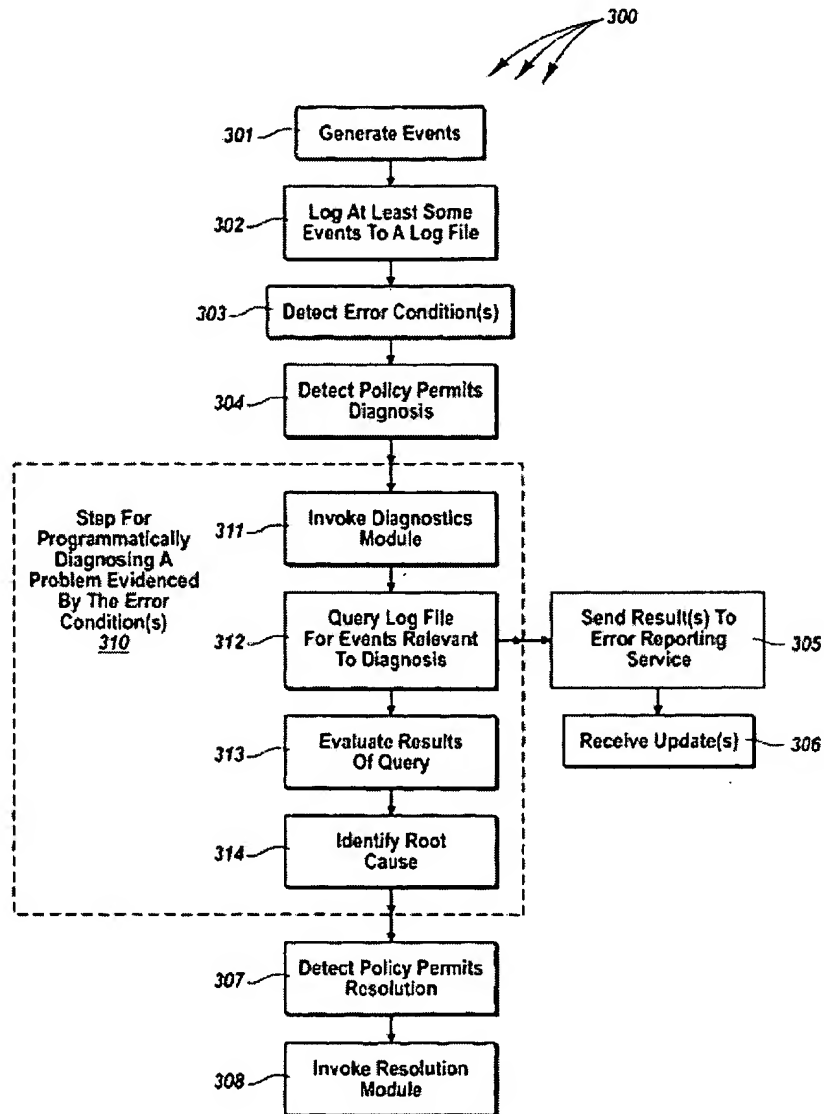 300
301
Generate Events
302
Log At Least Some
Events To A Log File
303
Detect Error Condition(s)
304
Detect Policy Permits
Diagnosis
Step For
Programmatically
Diagnosing A
Problem Evidenced
By The Error
Condition(s)
310
311
Invoke Diagnostics
Module
312
Query Log File
For Events Relevant
To Diagnosis
Send Result(s) To
Error Reporting
Service
305
313
Evaluate Results
Of Query
Receive Update(s)
306
314
Identify Root
Cause
307
Detect Policy Permits
Resolution
308
Invoke Resolution
Module